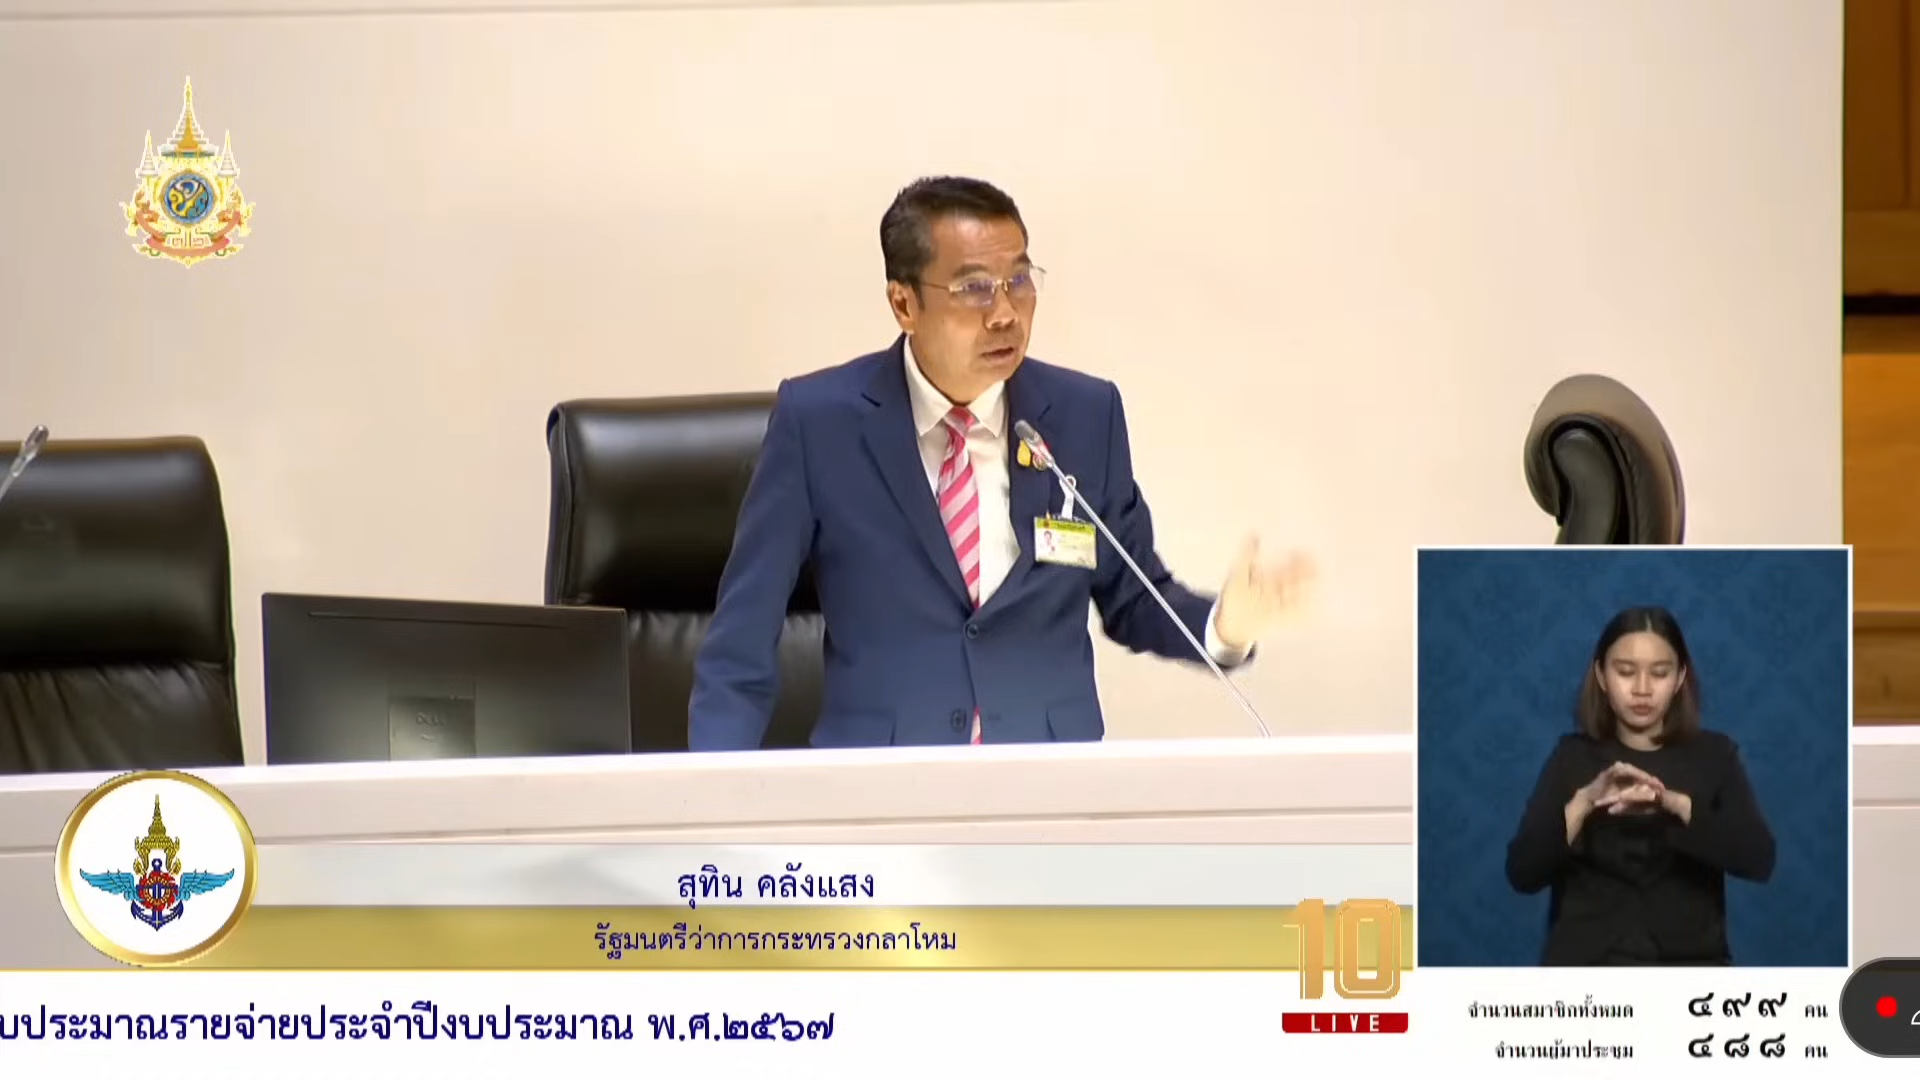 สุทิน คลังแสง
รัฐมนตรีว่าการกระทรวงกลาโหม
10
LIVE
บประมาณรายจ่ายประจำปีงบประมาณ พ.ศ.๒๕๖๗
จำนวนสมาชิกทั้งหมด ๔๙๙ คน
จำนวนผู้มาประชุม ๔๘๘ คน